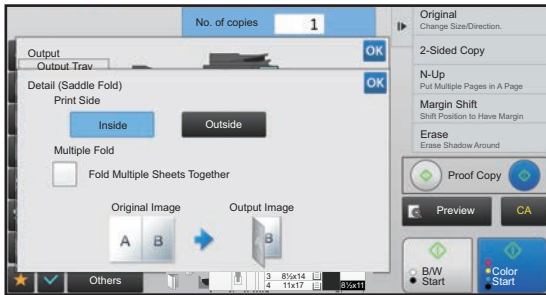 No. of copies 1
Original
Change Size/Direction.
Output
OK
Output Tray
2-Sided Copy
Detail (Saddle Fold)
OK
N-Up
Put Multiple Pages in A Page
Print Side
Inside
Outside
Margin Shift
Shift Position to Have Margin
Erase
Erase Shadow Around
Multiple Fold
Fold Multiple Sheets Together
Proof Copy
Original Image
Output Image
A B
B
Preview
CA
Others
3 8½x14
4 11x17
8½x11
B/W
Start
Color
Start